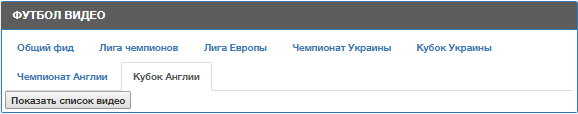 ФУТБОЛ ВИДЕО
Общий фид Лига чемпионов Лига Европы Чемпионат Украины Кубок Украины
Чемпионат Англии Кубок Англии
Показать список видео